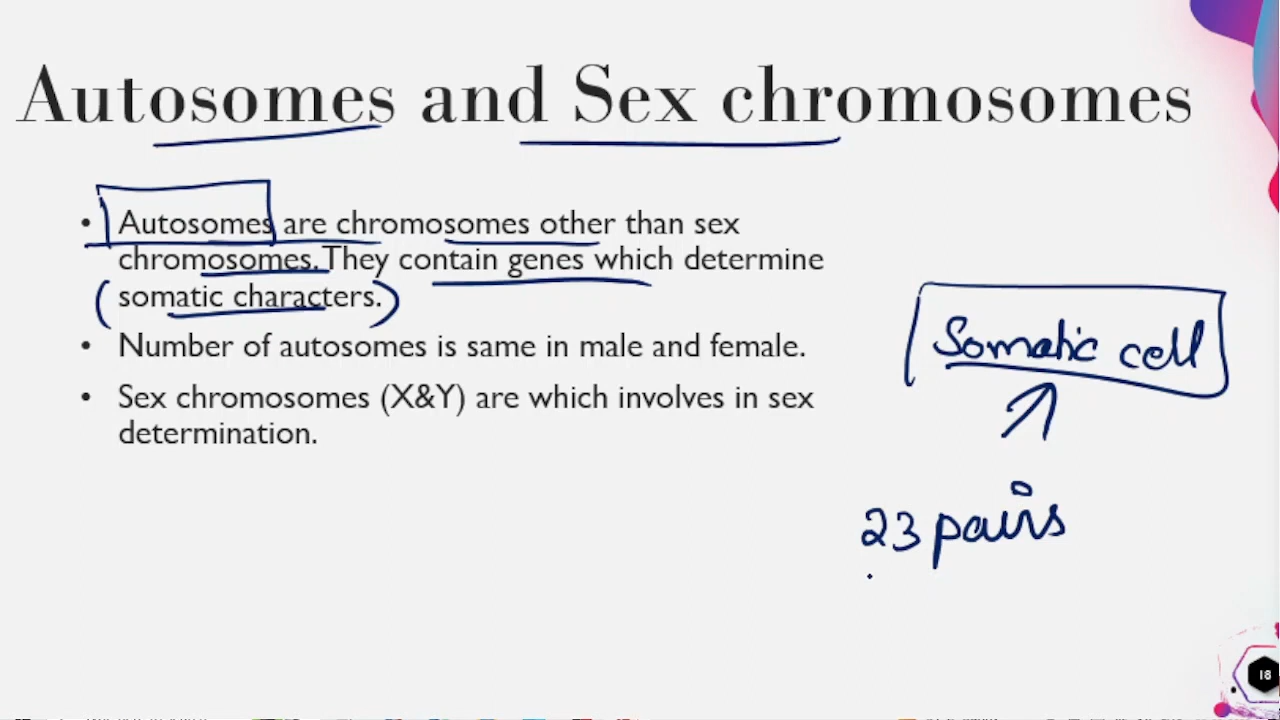 Autosomes and Sex chromosomes
• Autosomes are chromosomes other than sex
chromosomes. They contain genes which determine
somatic characters.
• Number of autosomes is same in male and female.
• Sex chromosomes (X&Y) are which involves in sex
determination.
Somatic cell
23 pairs
18